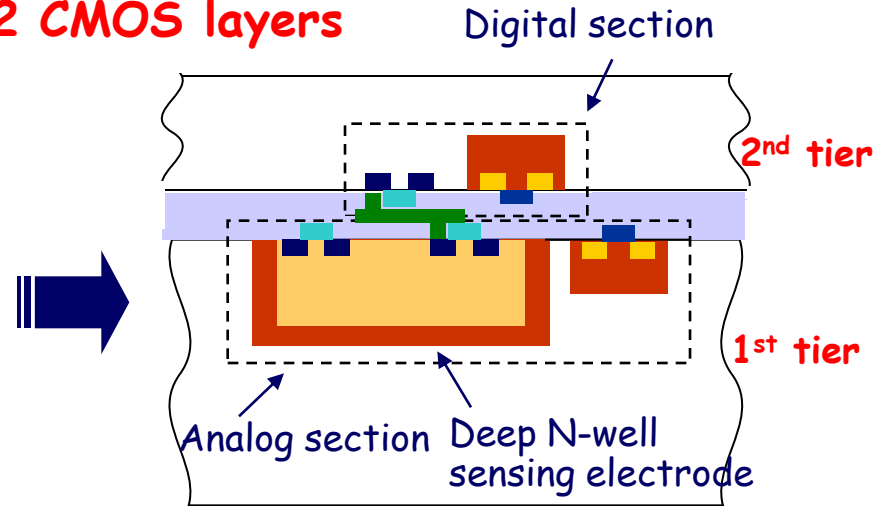 2 CMOS layers
Digital section
2nd tier
1st tier
Analog section
Deep N-well
sensing electrode